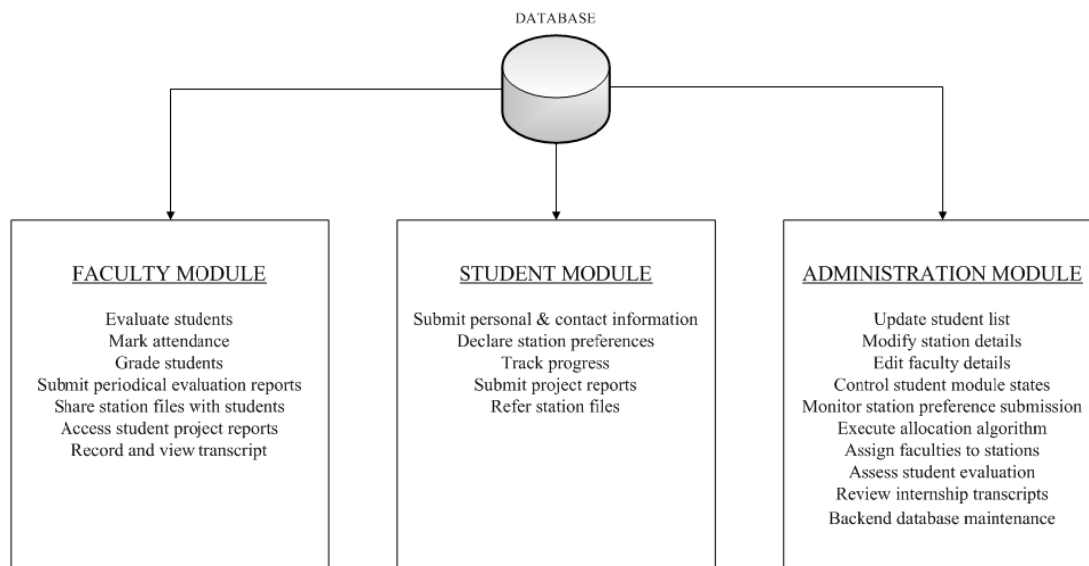 DATABASE
FACULTY MODULE
Evaluate students
Mark attendance
Grade students
Submit periodical evaluation reports
Share station files with students
Access student project reports
Record and view transcript
STUDENT MODULE
Submit personal & contact information
Declare station preferences
Track progress
Submit project reports
Refer station files
ADMINISTRATION MODULE
Update student list
Modify station details
Edit faculty details
Control student module states
Monitor station preference submission
Execute allocation algorithm
Assign faculties to stations
Assess student evaluation
Review internship transcripts
Backend database maintenance